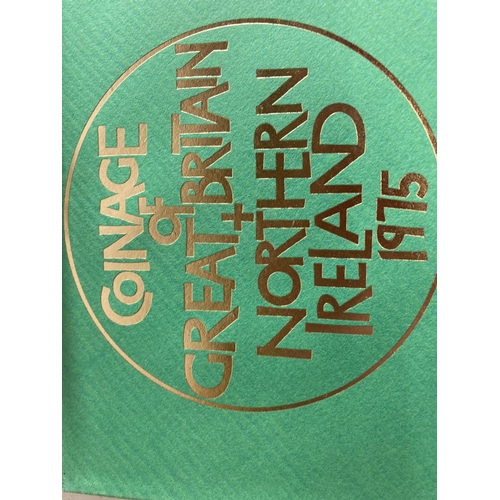 COINAGE
OF
GREAT BRITAIN
+
NORTHERN
IRELAND
1975